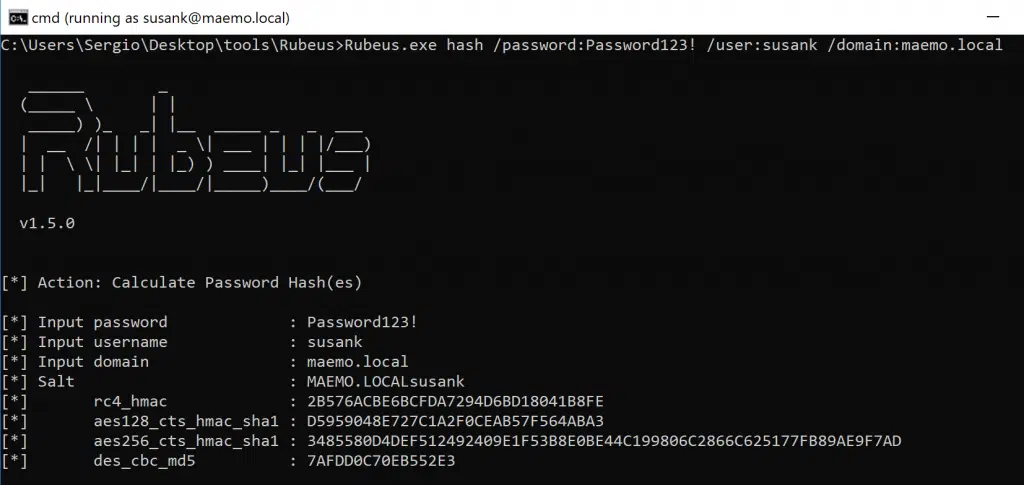 cmd (running as susank@maemo.local)
C:\Users\Sergio\Desktop\tools\Rubeus>Rubeus.exe hash /password:Password123! /user:susank /domain:maemo.local
Rubeus
v1.5.0
[*] Action: Calculate Password Hash(es)
[*] Input password : Password123!
[*] Input username : susank
[*] Input domain : maemo.local
[*] Salt : MAEMO.LOCALsusank
[*] rc4_hmac : 2B576ACBE6BCFDA7294D6BD18041B8FE
[*] aes128_cts_hmac_sha1 : D5959048E727C1A2F0CEAB57F564ABA3
[*] aes256_cts_hmac_sha1 : 3485580D4DEF512492409E1F53B8E0BE44C199806C2866C625177FB89AE9F7AD
[*] des_cbc_md5 : 7AFDD0C70EB552E3